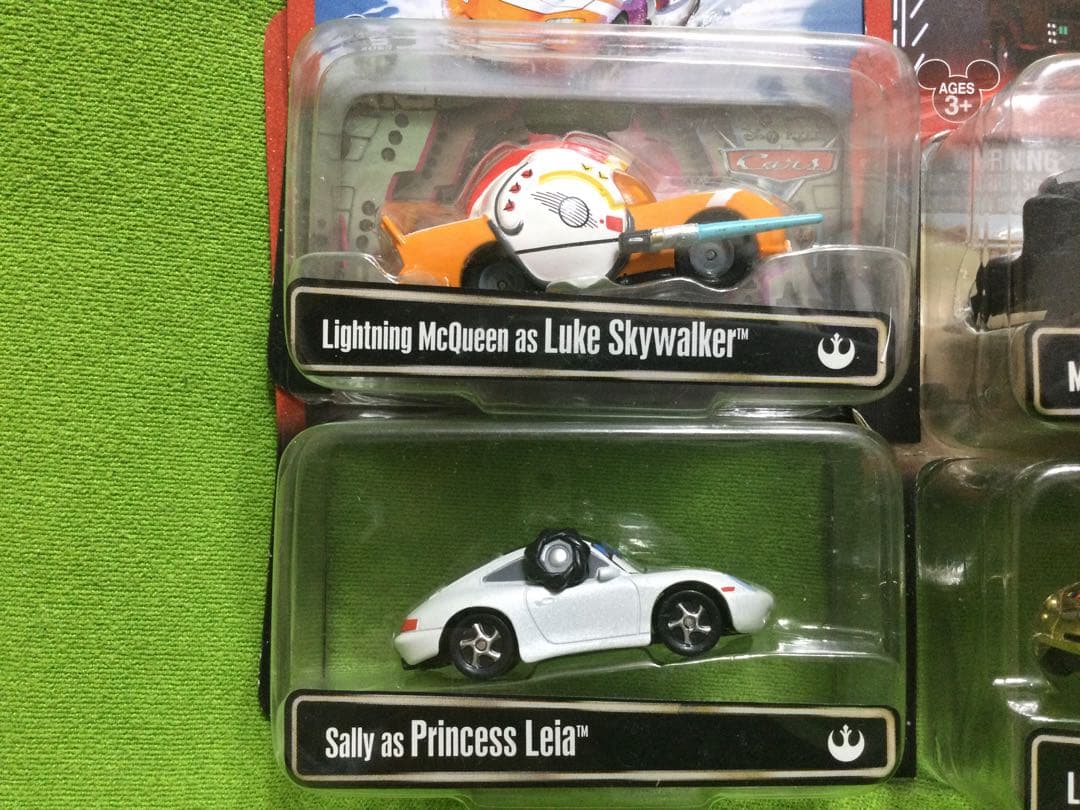 AGES
3+
Cars
Lightning McQueen as Luke Skywalker™
M
Sally as Princess Leia™
L